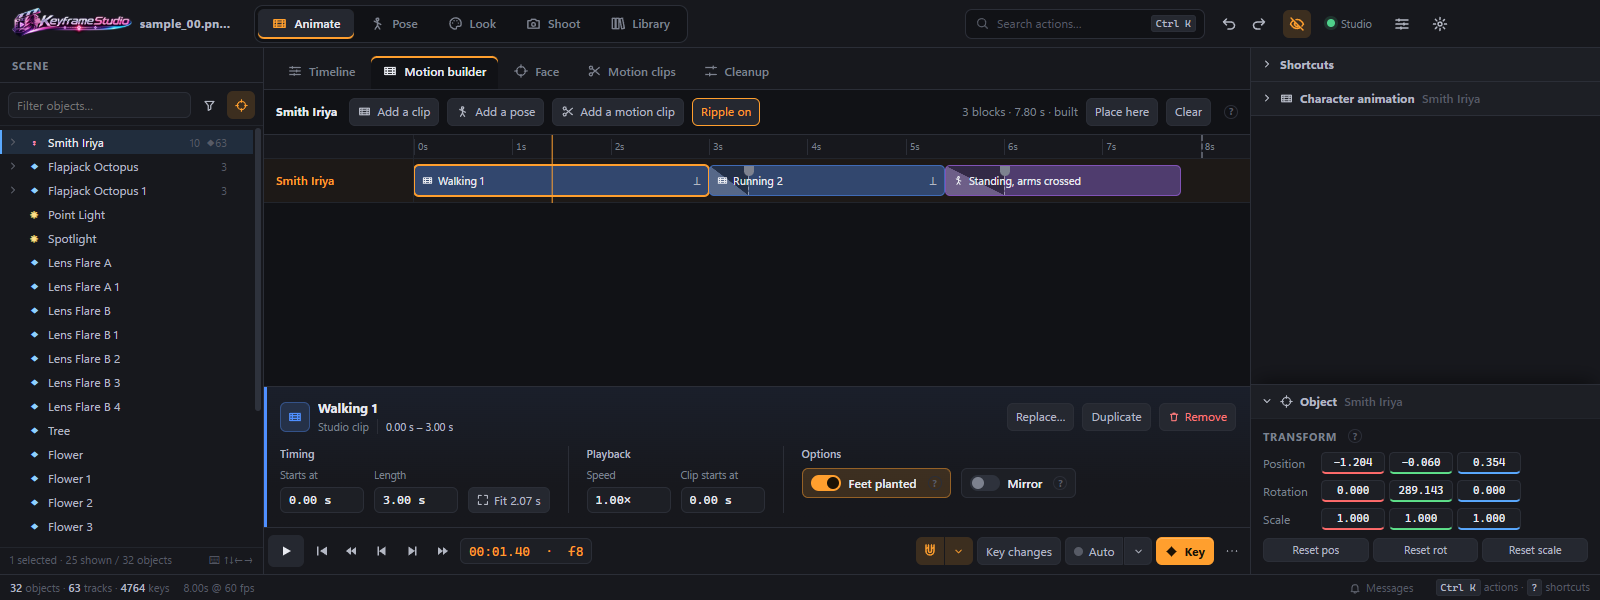 KeyframeStudio sample_00.pn... Animate Pose Look Shoot Library Search actions... Ctrl K Studio
SCENE
Timeline Motion builder Face Motion clips Cleanup
Shortcuts
Filter objects...
Smith Iriya Add a clip Add a pose Add a motion clip Ripple on 3 blocks · 7.80 s · built Place here Clear ?
Character animation Smith Iriya
Smith Iriya 10 63
0s 1s 2s 3s 4s 5s 6s 7s 8s
Flapjack Octopus 3
Smith Iriya Walking 1 Running 2 Standing, arms crossed
Flapjack Octopus 1 3
Point Light
Spotlight
Lens Flare A
Lens Flare A 1
Lens Flare B
Lens Flare B 1
Lens Flare B 2
Lens Flare B 3
Lens Flare B 4
Tree
Flower
Flower 1
Flower 2
Flower 3
1 selected · 25 shown / 32 objects
Walking 1
Studio clip 0.00 s – 3.00 s
Replace... Duplicate Remove
Timing Playback Options
Starts at Length Speed Clip starts at
0.00 s 3.00 s Fit 2.07 s 1.00× 0.00 s Feet planted ? Mirror ?
00:01.40 · f8 Key changes Auto Key ...
Object Smith Iriya
TRANSFORM ?
Position −1.204 −0.060 0.354
Rotation 0.000 289.143 0.000
Scale 1.000 1.000 1.000
Reset pos Reset rot Reset scale
32 objects · 63 tracks · 4764 keys 8.00s @ 60 fps Messages Ctrl K actions · ? shortcuts